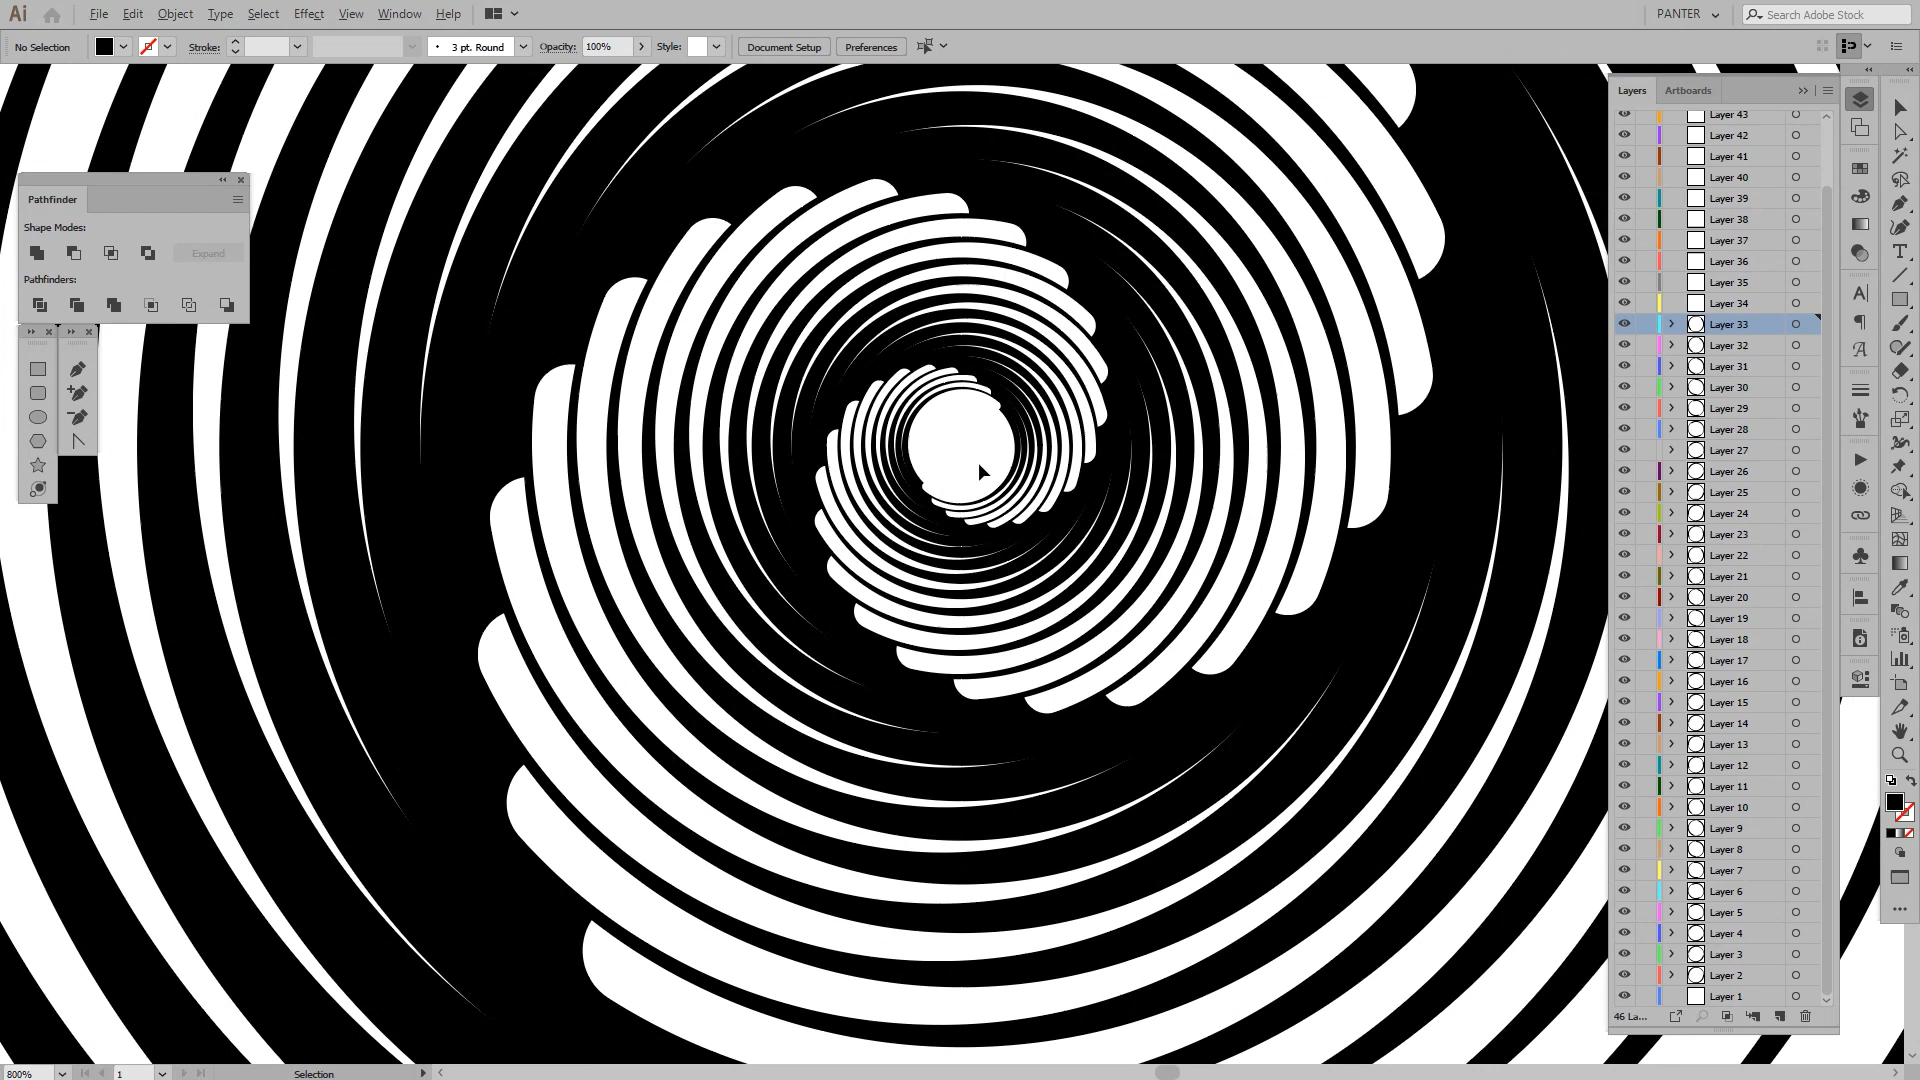 Ai File Edit Object Type Select Effect View Window Help PANTER Search Adobe Stock
No Selection Stroke: 3 pt. Round Opacity: 100% Style: Document Setup Preferences
Layers Artboards
Layer 43
Layer 42
Layer 41
Layer 40
Layer 39
Layer 38
Layer 37
Layer 36
Layer 35
Layer 34
Layer 33
Layer 32
Layer 31
Layer 30
Layer 29
Layer 28
Layer 27
Layer 26
Layer 25
Layer 24
Layer 23
Layer 22
Layer 21
Layer 20
Layer 19
Layer 18
Layer 17
Layer 16
Layer 15
Layer 14
Layer 13
Layer 12
Layer 11
Layer 10
Layer 9
Layer 8
Layer 7
Layer 6
Layer 5
Layer 4
Layer 3
Layer 2
Layer 1
46 La...
Pathfinder
Shape Modes:
Expand
Pathfinders:
800% 1 Selection